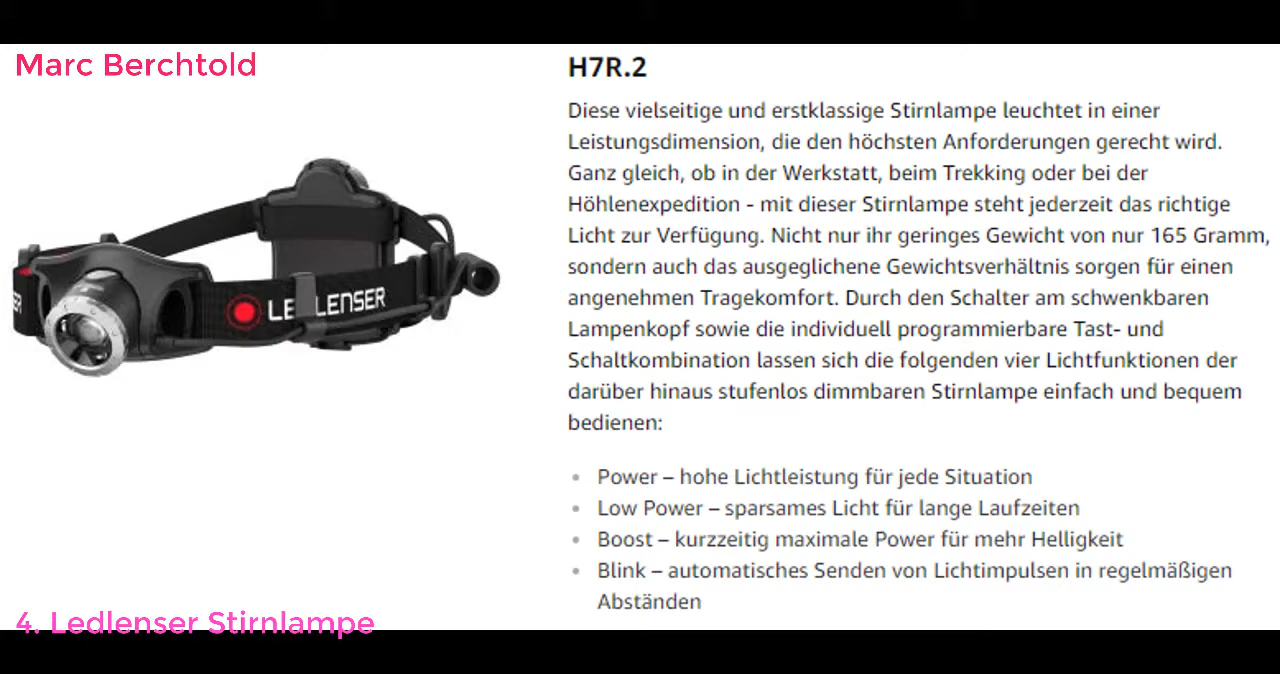 Marc Berchtold
H7R.2
Diese vielseitige und erstklassige Stirnlampe leuchtet in einer
Leistungsdimension, die den höchsten Anforderungen gerecht wird.
Ganz gleich, ob in der Werkstatt, beim Trekking oder bei der
Höhlenexpedition - mit dieser Stirnlampe steht jederzeit das richtige
Licht zur Verfügung. Nicht nur ihr geringes Gewicht von nur 165 Gramm,
sondern auch das ausgeglichene Gewichtsverhältnis sorgen für einen
angenehmen Tragekomfort. Durch den Schalter am schwenkbaren
Lampenkopf sowie die individuell programmierbare Tast- und
Schaltkombination lassen sich die folgenden vier Lichtfunktionen der
darüber hinaus stufenlos dimmbaren Stirnlampe einfach und bequem
bedienen:
• Power – hohe Lichtleistung für jede Situation
• Low Power – sparsames Licht für lange Laufzeiten
• Boost – kurzzeitig maximale Power für mehr Helligkeit
• Blink – automatisches Senden von Lichtimpulsen in regelmäßigen
Abständen
LEDLENSER
4. Ledlenser Stirnlampe